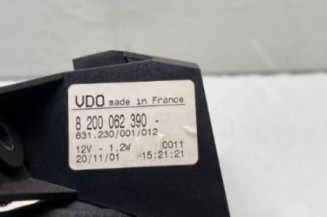 VDO made in France
8 200 062 390 -
631.230/001/012
12V - 1.2W 0011
20/11/01 15:21:21